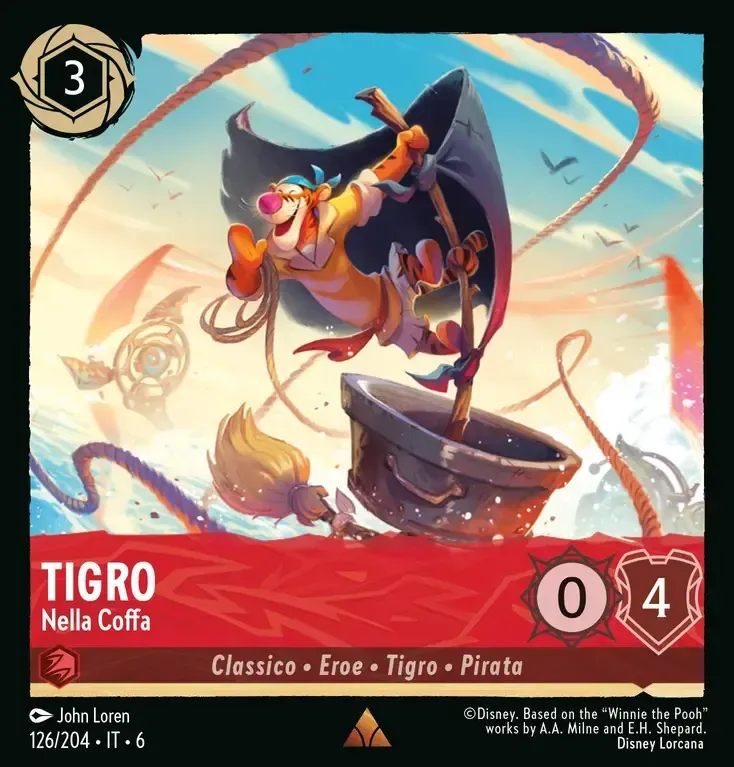 3
TIGRO
Nella Coffa
0
4
Classico • Eroe • Tigro • Pirata
John Loren
126/204 • IT • 6
©Disney. Based on the “Winnie the Pooh”
works by A.A. Milne and E.H. Shepard.
Disney Lorcana